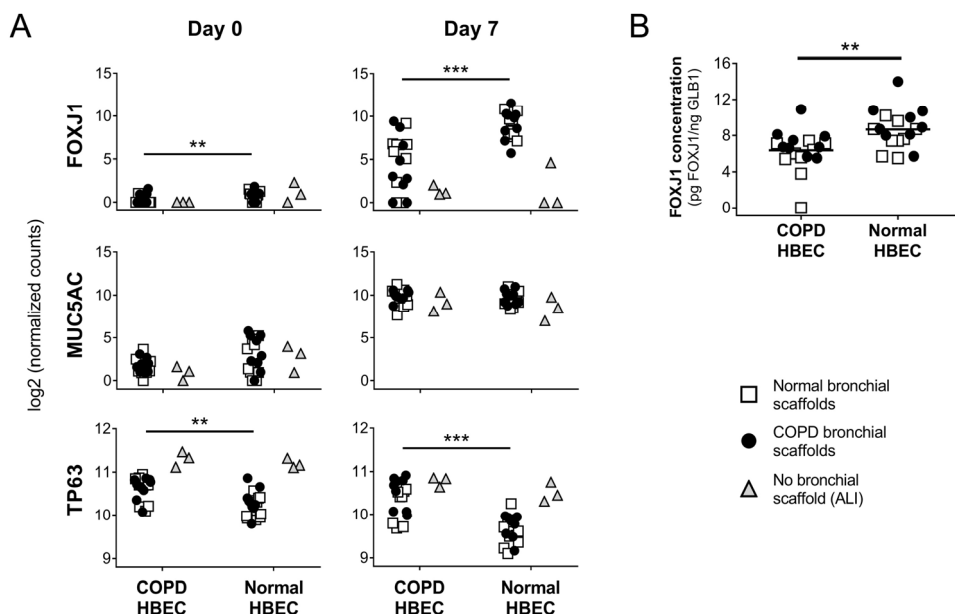 A
Day 0
Day 7
log2 (normalized counts)
FOXJ1
15
10
5
0
**
15
10
5
0
***
MUC5AC
15
10
5
0
15
10
5
0
TP63
12
11
10
9
**
12
11
10
9
***
COPD
HBEC
Normal
HBEC
COPD
HBEC
Normal
HBEC
B
FOXJ1 concentration
(pg FOXJ1/ng GLB1)
16
12
8
4
0
**
COPD
HBEC
Normal
HBEC
Normal bronchial
scaffolds
COPD bronchial
scaffolds
No bronchial
scaffold (ALI)